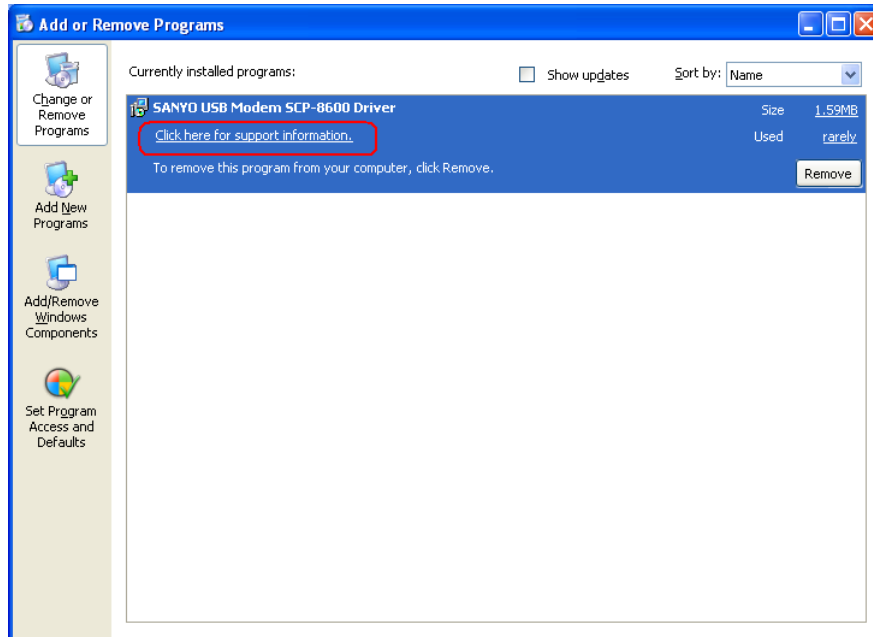 Add or Remove Programs
Currently installed programs:
Show updates
Sort by: Name
Change or
Remove
Programs
SANYO USB Modem SCP-8600 Driver
Size 1.59MB
Click here for support information.
Used rarely
To remove this program from your computer, click Remove.
Remove
Add New
Programs
Add/Remove
Windows
Components
Set Program
Access and
Defaults